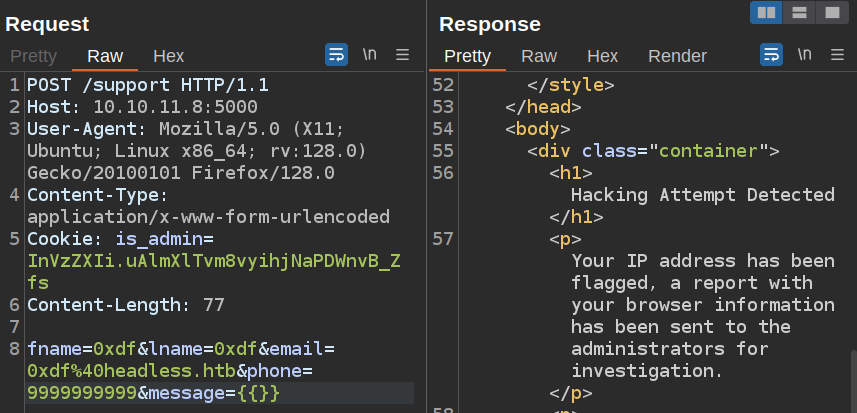 Request
Pretty Raw Hex \n
1 POST /support HTTP/1.1
2 Host: 10.10.11.8:5000
3 User-Agent: Mozilla/5.0 (X11;
Ubuntu; Linux x86_64; rv:128.0)
Gecko/20100101 Firefox/128.0
4 Content-Type:
application/x-www-form-urlencoded
5 Cookie: is_admin=
InVzZXIi.uAlmXlTvm8vyihjNaPDWnvB_Z
fs
6 Content-Length: 77
7
8 fname=0xdf&lname=0xdf&email=
0xdf%40headless.htb&phone=
9999999999&message={{}}
Response
Pretty Raw Hex Render \n
52 </style>
53 </head>
54 <body>
55 <div class="container">
56 <h1>
Hacking Attempt Detected
</h1>
57 <p>
Your IP address has been
flagged, a report with
your browser information
has been sent to the
administrators for
investigation.
</p>
58 <p>